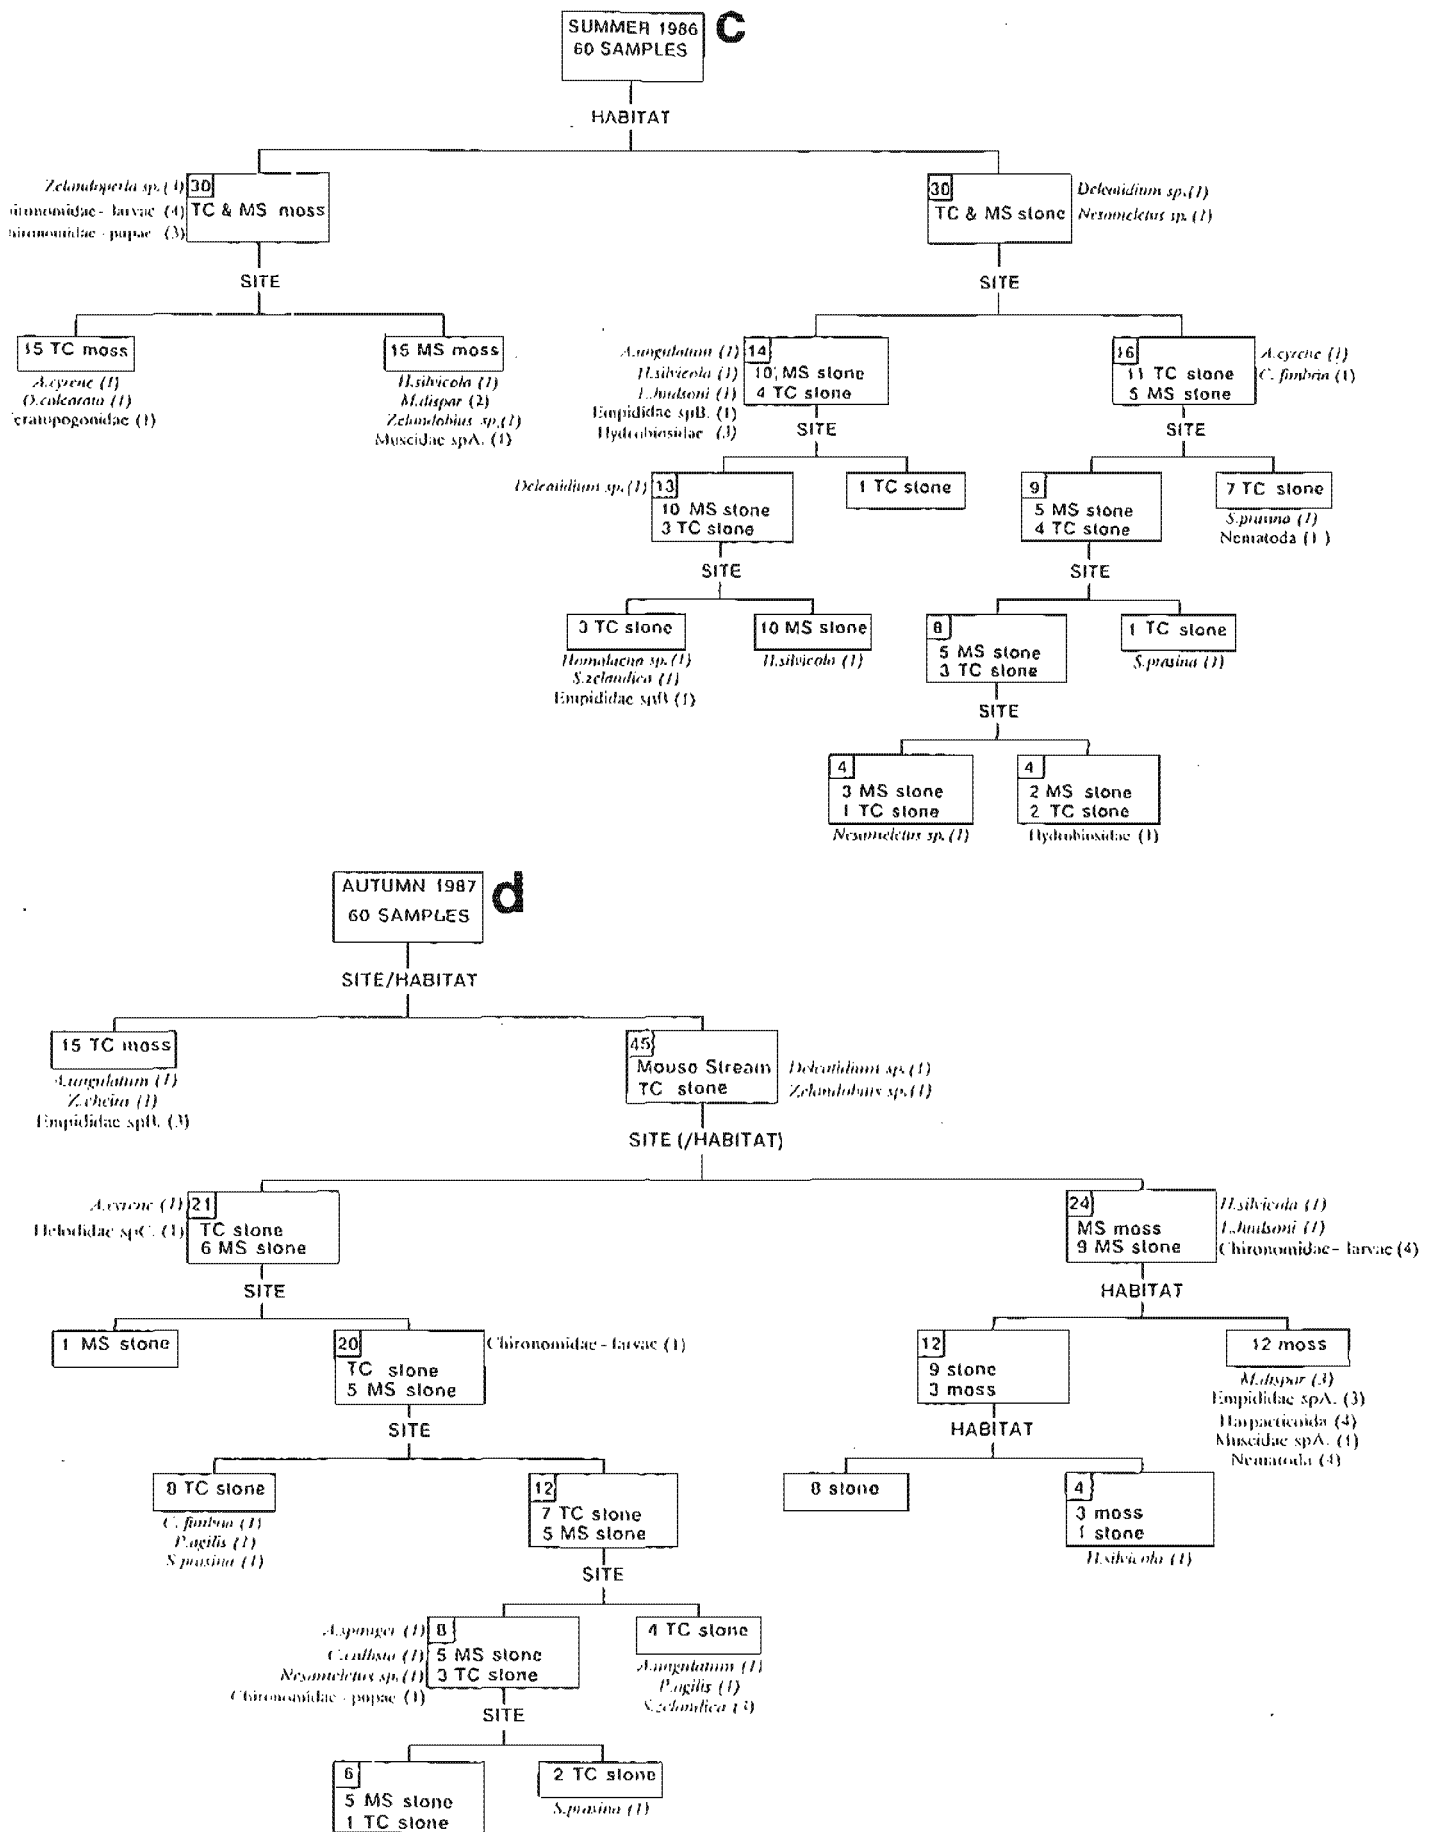 SUMMER 1986 c
60 SAMPLES
HABITAT
Zelandoperla sp.(1) 30
ironomidae - larvae (4) TC & MS moss
hironomidae - pupae (3)
30 Deleatidium sp.(1)
TC & MS stone Nesameletus sp.(1)
SITE SITE
15 TC moss
A.cyrene (1)
O.calcarata (1)
eratopogonidae (1)
15 MS moss
H.silvicola (1)
M.dispar (2)
Zelandobius sp.(1)
Muscidae spA. (1)
A.ungulatum (1) 14
H.silvicola (1) 10 MS stone
L.hudsoni (1) 4 TC stone
Empididae spB. (1)
Hydrobiosidae (3)
16 A.cyrene (1)
11 TC stone C. fimbria (1)
5 MS stone
SITE SITE
Deleatidium sp.(1) 13
10 MS stone
3 TC stone
1 TC stone
9
5 MS stone
4 TC stone
7 TC stone
S.prasina (1)
Nematoda (1)
SITE SITE
3 TC stone
Homalaena sp.(1)
S.zelandica (1)
Empididae spB (1)
10 MS stone
H.silvicola (1)
8
5 MS stone
3 TC stone
1 TC stone
S.prasina (1)
SITE
4
3 MS stone
1 TC stone
Nesameletus sp.(1)
4
2 MS stone
2 TC stone
Hydrobiosidae (1)
AUTUMN 1987 d
60 SAMPLES
SITE/HABITAT
15 TC moss
A.ungulatum (1)
Z.cheira (1)
Empididae spB. (3)
45
Mouse Stream Deleatidium sp.(1)
TC stone Zelandobius sp.(1)
SITE (/HABITAT)
A.cyrene (1) 21
Helodidae spC. (1) TC stone
6 MS stone
24 H.silvicola (1)
MS moss L.hudsoni (1)
9 MS stone Chironomidae - larvae (4)
SITE HABITAT
1 MS stone
20 Chironomidae - larvae (1)
TC stone
5 MS stone
12
9 stone
3 moss
12 moss
M.dispar (3)
Empididae spA. (3)
Harpacticoida (4)
Muscidae spA. (1)
Nematoda (4)
SITE HABITAT
8 TC stone
C. fimbria (1)
P.agilis (1)
S.prasina (1)
12
7 TC stone
5 MS stone
8 stone
4
3 moss
1 stone
H.silvicola (1)
SITE
A.spiniger (1) 8
C.callista (1) 5 MS stone
Nesameletus sp.(1) 3 TC stone
Chironomidae - pupae (1)
4 TC stone
A.ungulatum (1)
P.agilis (1)
S.zelandica (3)
SITE
6
5 MS stone
1 TC stone
2 TC stone
S.prasina (1)